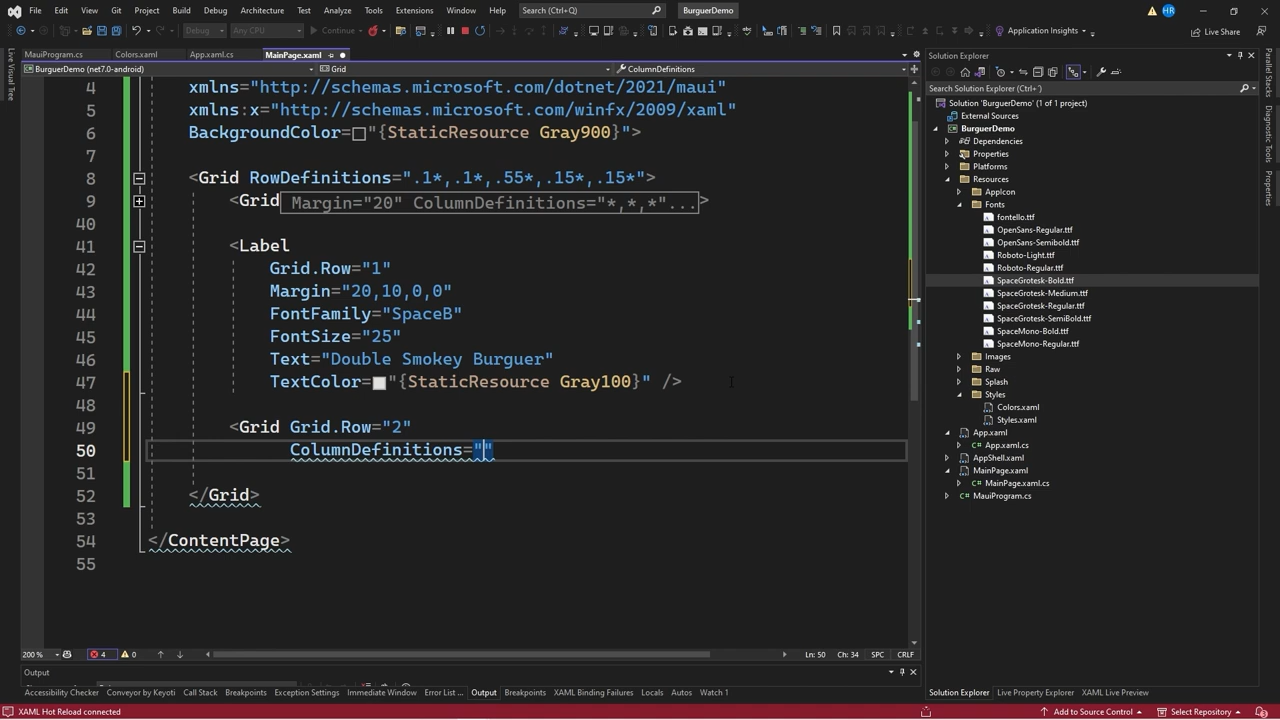 File Edit View Git Project Build Debug Architecture Test Analyze Tools Extensions Window Help Search (Ctrl+Q) BurguerDemo HR
Debug Any CPU Continue Application Insights Live Share
MauiProgram.cs Colors.xaml App.xaml.cs MainPage.xaml
BurguerDemo (net7.0-android) Grid ColumnDefinitions
Live Visual Tree
4 xmlns="http://schemas.microsoft.com/dotnet/2021/maui"
5 xmlns:x="http://schemas.microsoft.com/winfx/2009/xaml"
6 BackgroundColor="{StaticResource Gray900}">
7
8 <Grid RowDefinitions=".1*,.1*,.55*,.15*,.15*">
9 <Grid Margin="20" ColumnDefinitions="*,*,*"...>
40
41 <Label
42 Grid.Row="1"
43 Margin="20,10,0,0"
44 FontFamily="SpaceB"
45 FontSize="25"
46 Text="Double Smokey Burguer"
47 TextColor="{StaticResource Gray100}" />
48
49 <Grid Grid.Row="2"
50 ColumnDefinitions=""
51
52 </Grid>
53
54 </ContentPage>
55
200 % 4 0 Ln: 50 Ch: 34 SPC CRLF
Output
Accessibility Checker Conveyor by Keyoti Call Stack Breakpoints Exception Settings Immediate Window Error List ... Output Breakpoints XAML Binding Failures Locals Autos Watch 1
XAML Hot Reload connected
Solution Explorer
Search Solution Explorer (Ctrl+´)
Solution 'BurguerDemo' (1 of 1 project)
External Sources
BurguerDemo
Dependencies
Properties
Platforms
Resources
AppIcon
Fonts
fontello.ttf
OpenSans-Regular.ttf
OpenSans-Semibold.ttf
Roboto-Light.ttf
Roboto-Regular.ttf
SpaceGrotesk-Bold.ttf
SpaceGrotesk-Medium.ttf
SpaceGrotesk-Regular.ttf
SpaceGrotesk-SemiBold.ttf
SpaceMono-Bold.ttf
SpaceMono-Regular.ttf
Images
Raw
Splash
Styles
Colors.xaml
Styles.xaml
App.xaml
App.xaml.cs
AppShell.xaml
MainPage.xaml
MainPage.xaml.cs
MauiProgram.cs
Solution Explorer Live Property Explorer XAML Live Preview
Add to Source Control Select Repository
Parallel Stacks
Diagnostic Tools
Properties